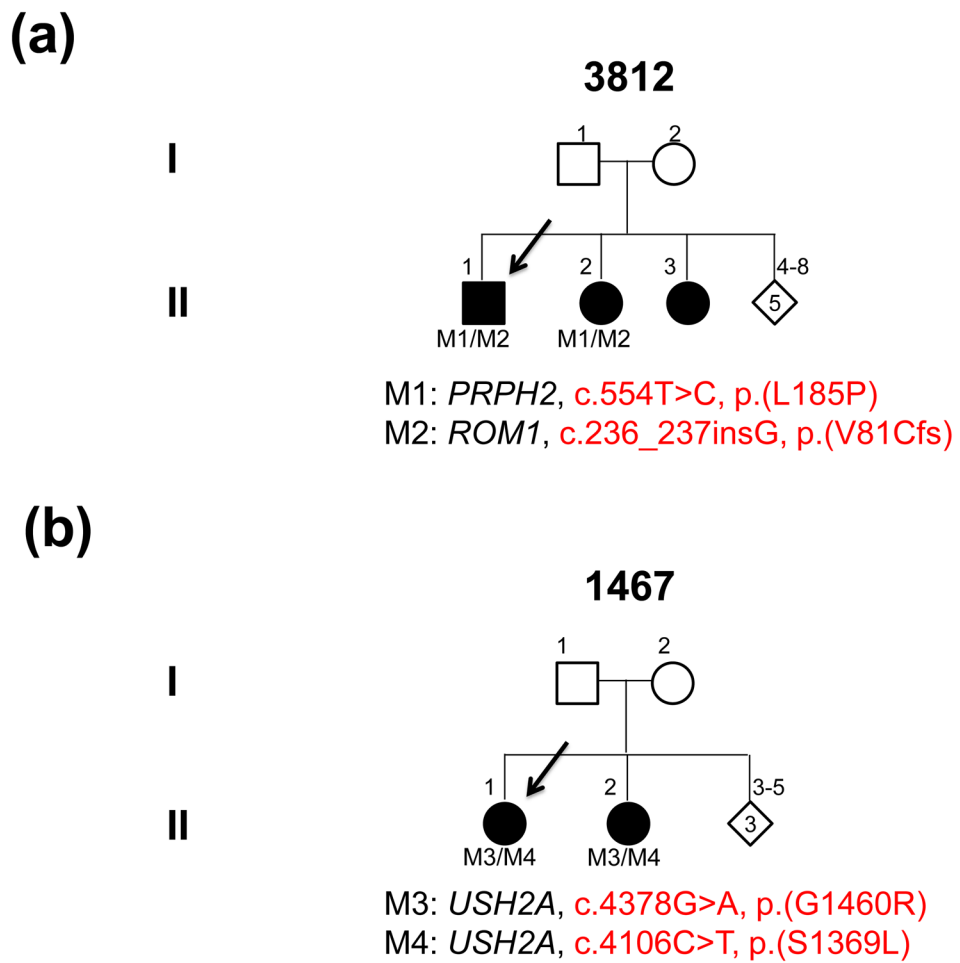 (a)
3812
I
1 2
II
1 2 3 4-8
5
M1/M2 M1/M2
M1: PRPH2, c.554T>C, p.(L185P)
M2: ROM1, c.236_237insG, p.(V81Cfs)
(b)
1467
I
1 2
II
1 2 3-5
3
M3/M4 M3/M4
M3: USH2A, c.4378G>A, p.(G1460R)
M4: USH2A, c.4106C>T, p.(S1369L)